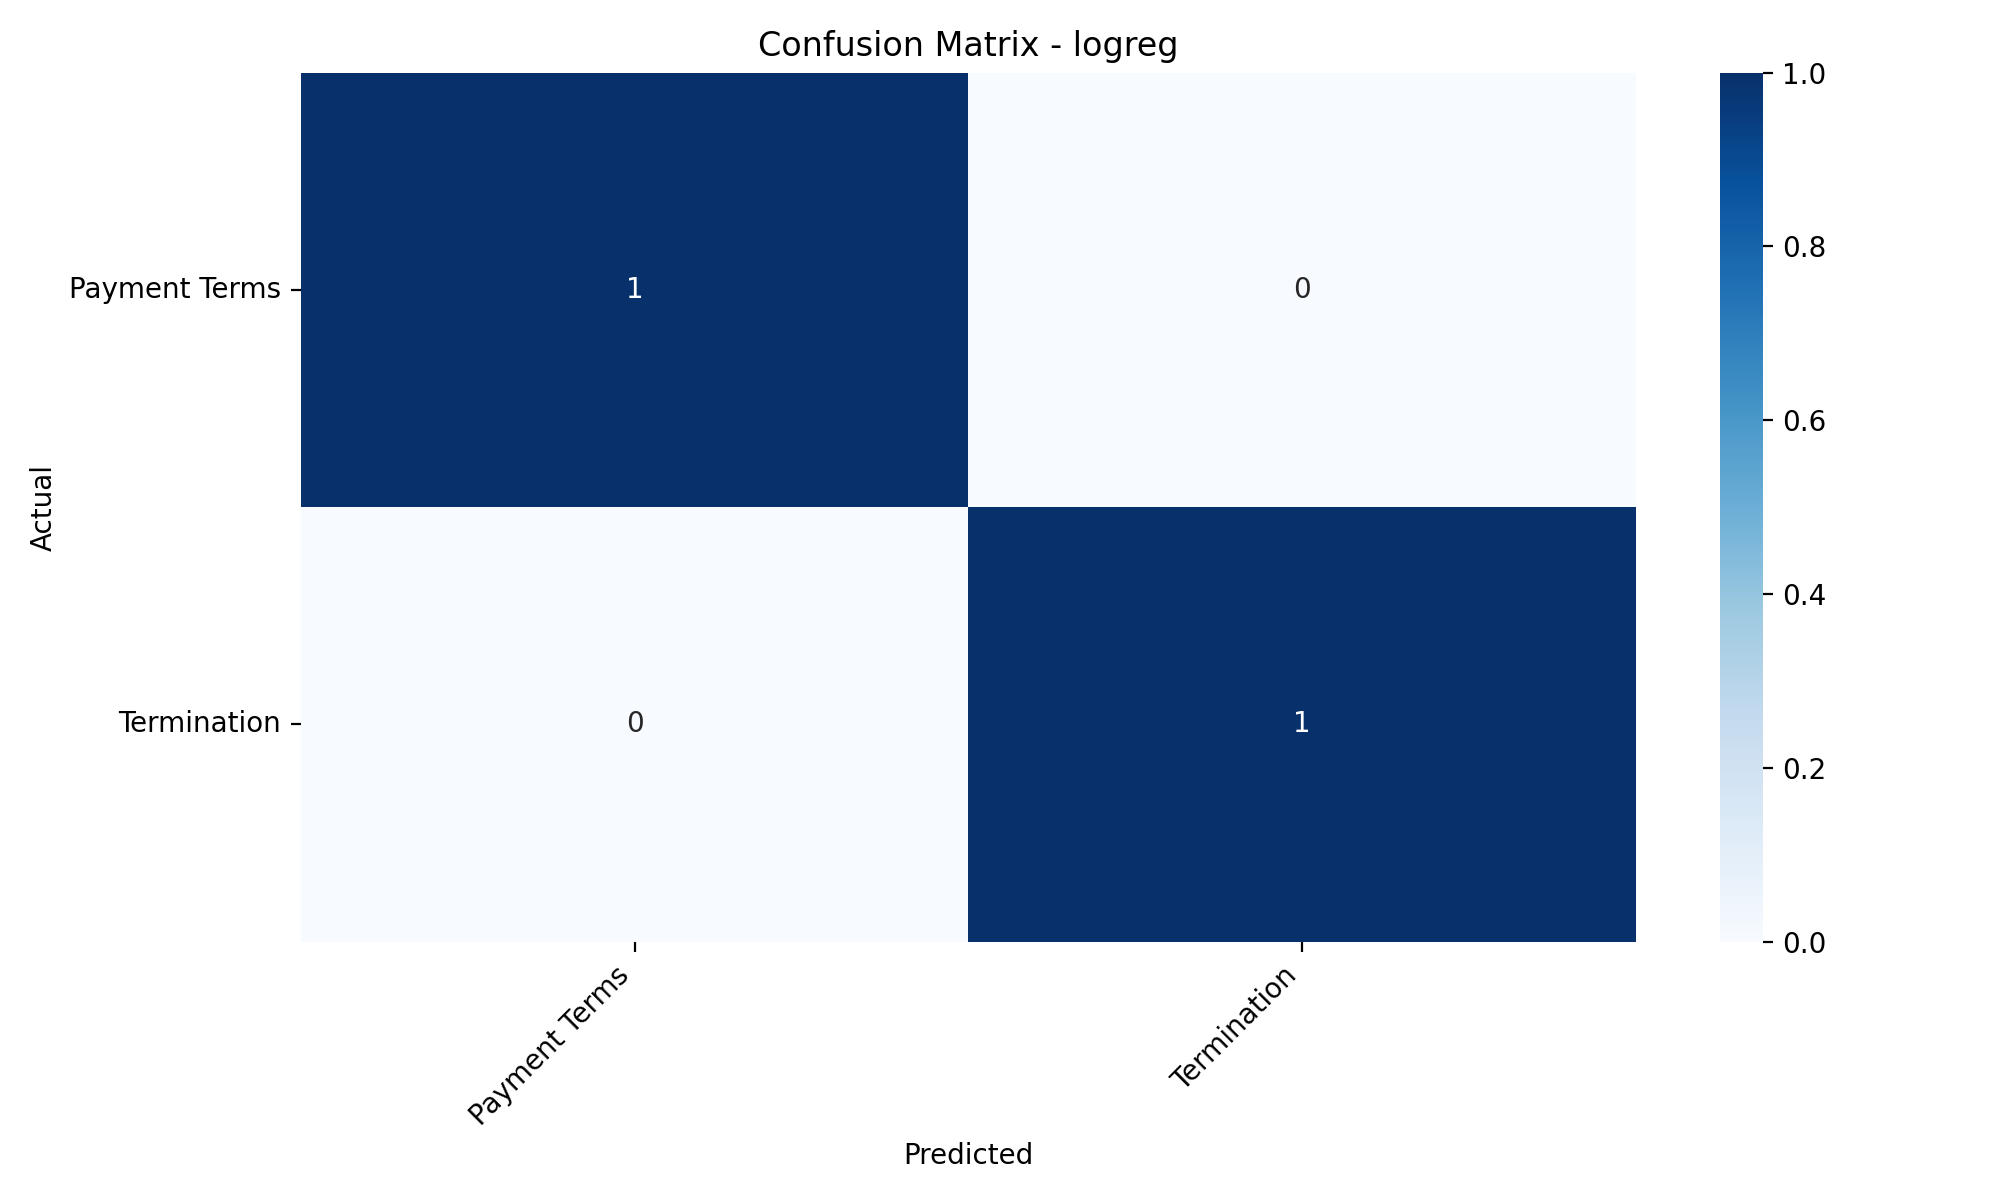 Confusion Matrix - logreg
Actual
Payment Terms
1
0
Termination
0
1
Payment Terms
Termination
Predicted
1.0
0.8
0.6
0.4
0.2
0.0